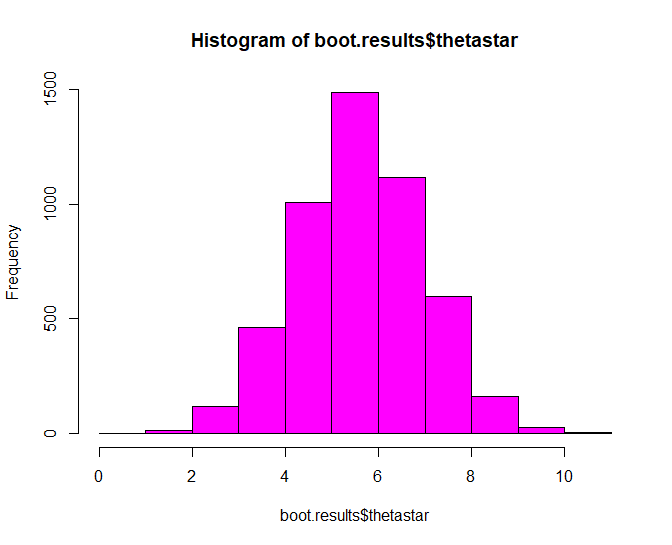 Histogram of boot.results$thetastar
Frequency
1500
1000
500
0
0 2 4 6 8 10
boot.results$thetastar